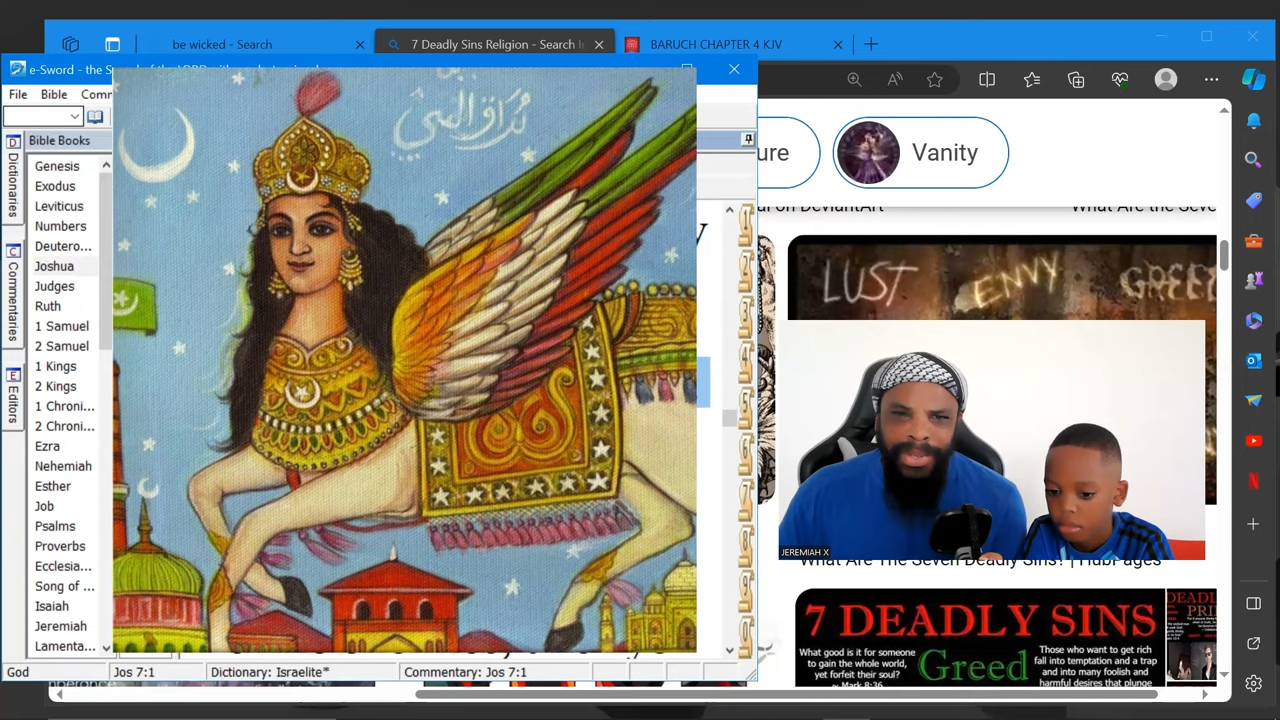 be wicked - Search
7 Deadly Sins Religion - Search
BARUCH CHAPTER 4 KJV
e-Sword - the
File Bible
Bible Books
Genesis
Exodus
Leviticus
Numbers
Deutero...
Joshua
Judges
Ruth
1 Samuel
2 Samuel
1 Kings
2 Kings
1 Chroni...
2 Chroni...
Ezra
Nehemiah
Esther
Job
Psalms
Proverbs
Ecclesia...
Song of ...
Isaiah
Jeremiah
Lamenta...
D Dictionaries
C Commentaries
E Editors
God
Jos 7:1
Dictionary: Israelite*
Commentary: Jos 7:1
ure
Vanity
on DeviantArt
What Are the Seve
LUST
ENVY
GREE
JEREMIAH X
What Are The Seven Deadly Sins? | HubPages
7 DEADLY SINS
What good is it for someone
to gain the whole world,
yet forfeit their soul?
~ Mark 8:36
Greed
Those who want to get rich
fall into temptation and a trap
and into many foolish and
harmful desires that plunge